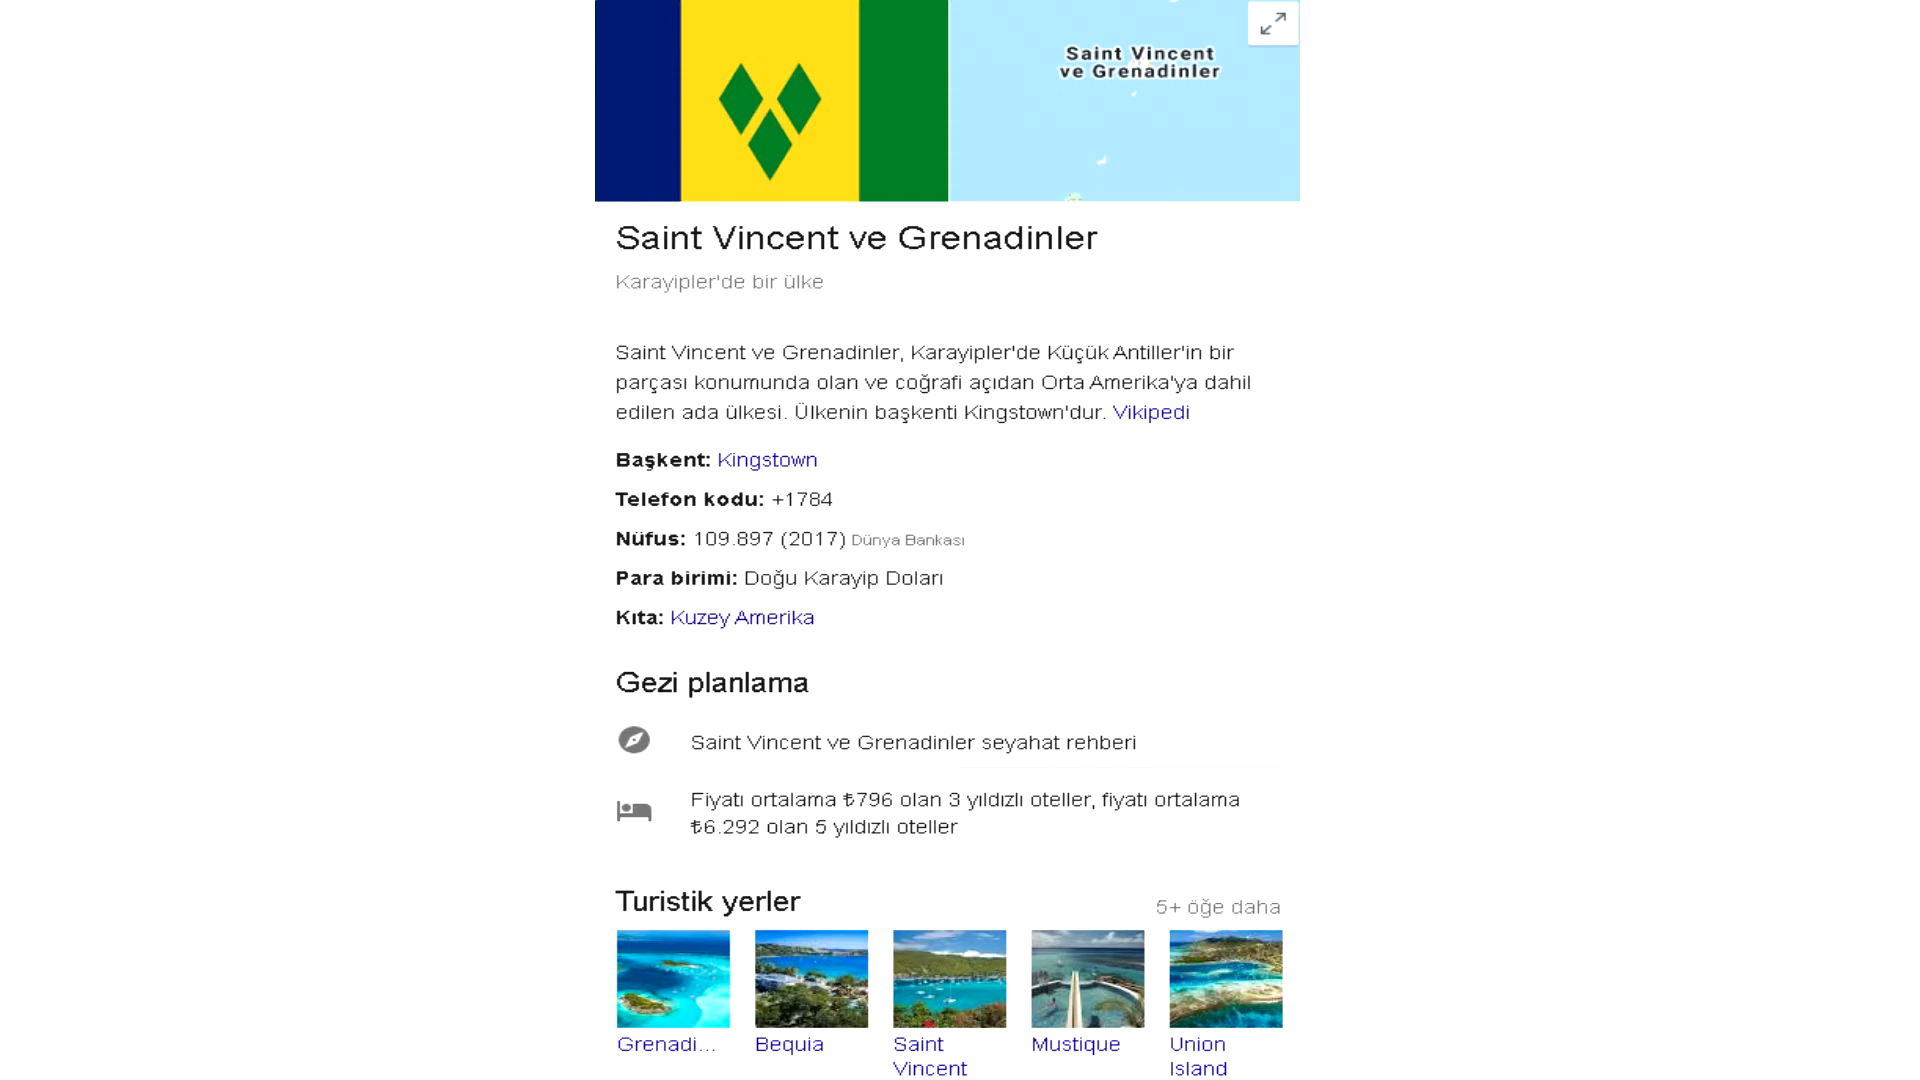 Saint Vincent
ve Grenadinler
Saint Vincent ve Grenadinler
Karayipler'de bir ülke
Saint Vincent ve Grenadinler, Karayipler'de Küçük Antiller'in bir
parçası konumunda olan ve coğrafi açıdan Orta Amerika'ya dahil
edilen ada ülkesi. Ülkenin başkenti Kingstown'dur. Vikipedi
Başkent: Kingstown
Telefon kodu: +1784
Nüfus: 109.897 (2017) Dünya Bankası
Para birimi: Doğu Karayip Doları
Kıta: Kuzey Amerika
Gezi planlama
Saint Vincent ve Grenadinler seyahat rehberi
Fiyatı ortalama ₺796 olan 3 yıldızlı oteller, fiyatı ortalama
₺6.292 olan 5 yıldızlı oteller
Turistik yerler
5+ öğe daha
Grenadi...
Bequia
Saint
Vincent
Mustique
Union
Island